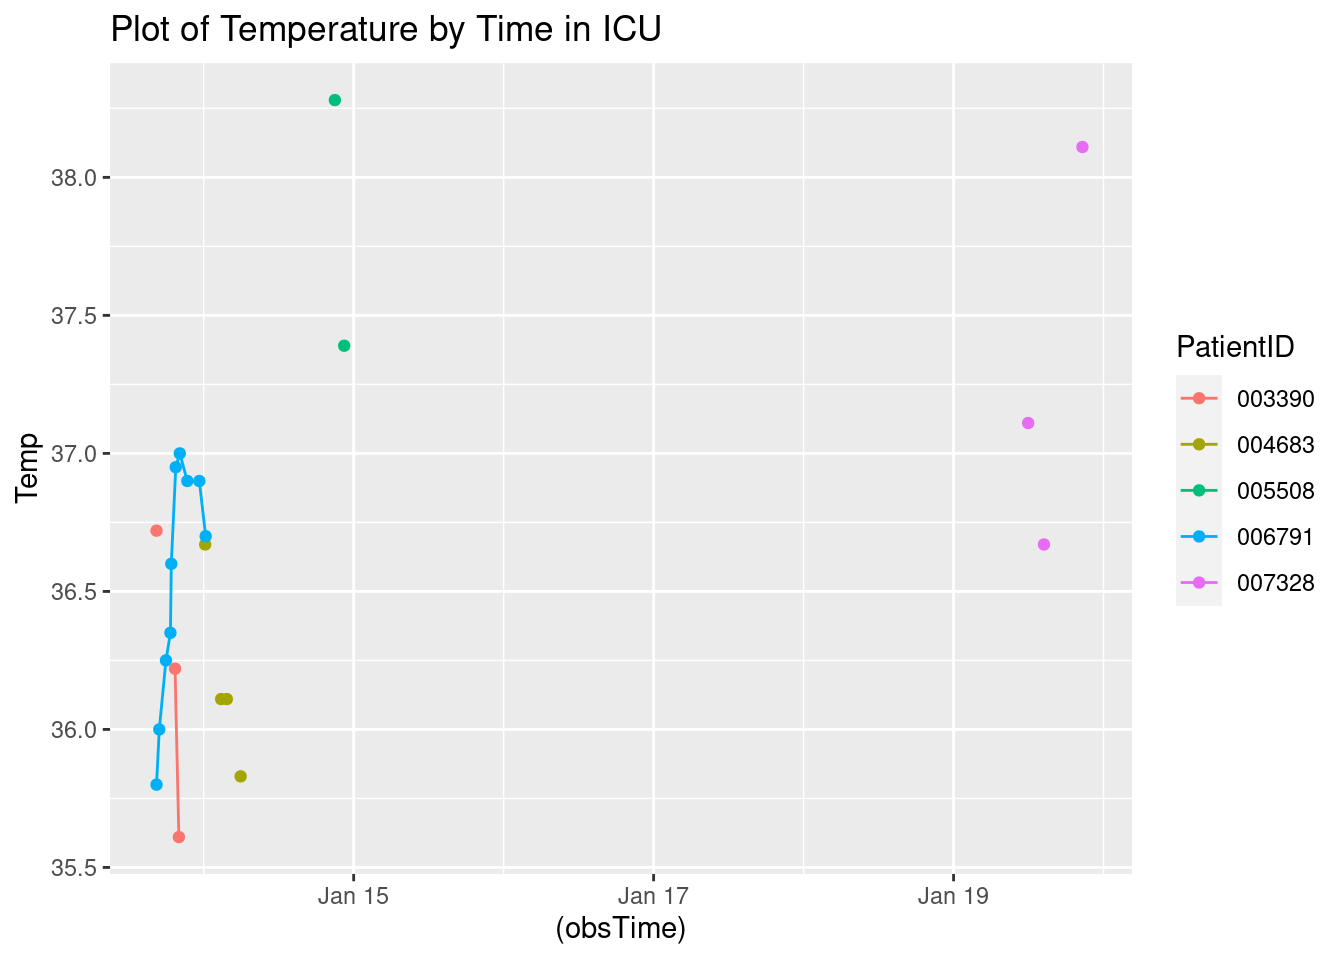 Plot of Temperature by Time in ICU
38.0
37.5
37.0
36.5
36.0
35.5
Temp
Jan 15 Jan 17 Jan 19
(obsTime)
PatientID
003390
004683
005508
006791
007328